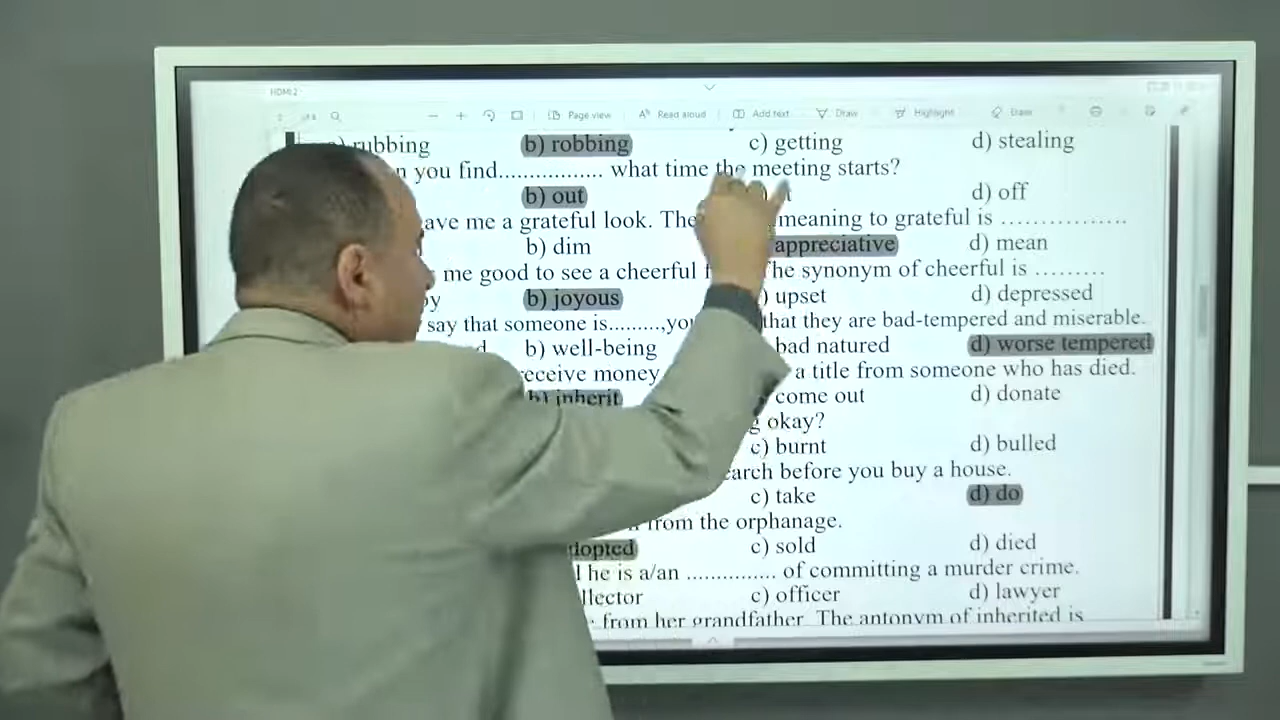 HDMI 2
Page view Read aloud Add text Draw Highlight Erase
rubbing b) robbing c) getting d) stealing
you find................. what time the meeting starts?
b) out d) off
me a grateful look. meaning to grateful is ..................
b) dim appreciative d) mean
me good to see a cheerful The synonym of cheerful is .........
b) joyous upset d) depressed
say that someone is.........,you that they are bad-tempered and miserable.
b) well-being bad natured d) worse tempered
receive money a title from someone who has died.
b) inherit come out d) donate
okay?
c) burnt d) bulled
before you buy a house.
c) take d) do
from the orphanage.
adopted c) sold d) died
he is a/an ............... of committing a murder crime.
c) officer d) lawyer
from her grandfather. The antonym of inherited is